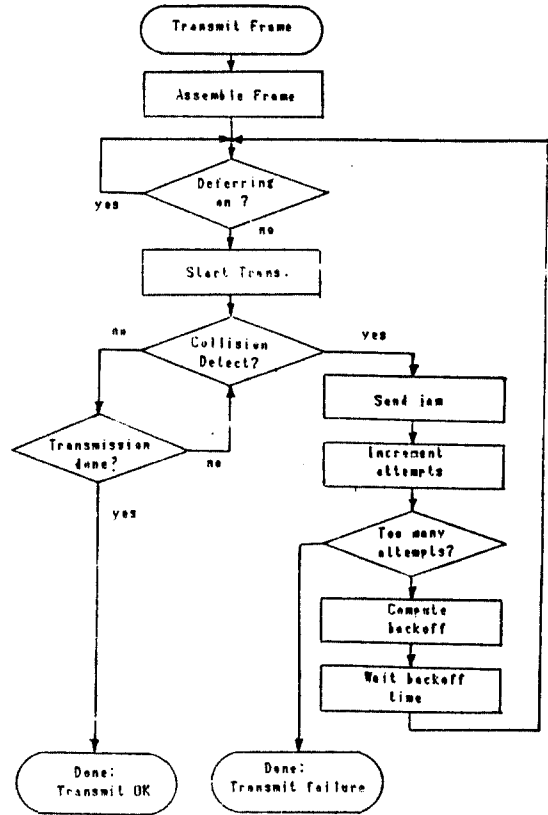 Transmit Frame
Assemble Frame
Deferring
on ?
yes
no
Start Trans.
no
Collision
Detect?
yes
Send jam
Transmission
done?
no
Increment
attempts
yes
Too many
attempts?
Compute
backoff
Wait backoff
time
Done:
Transmit OK
Done:
Transmit failure